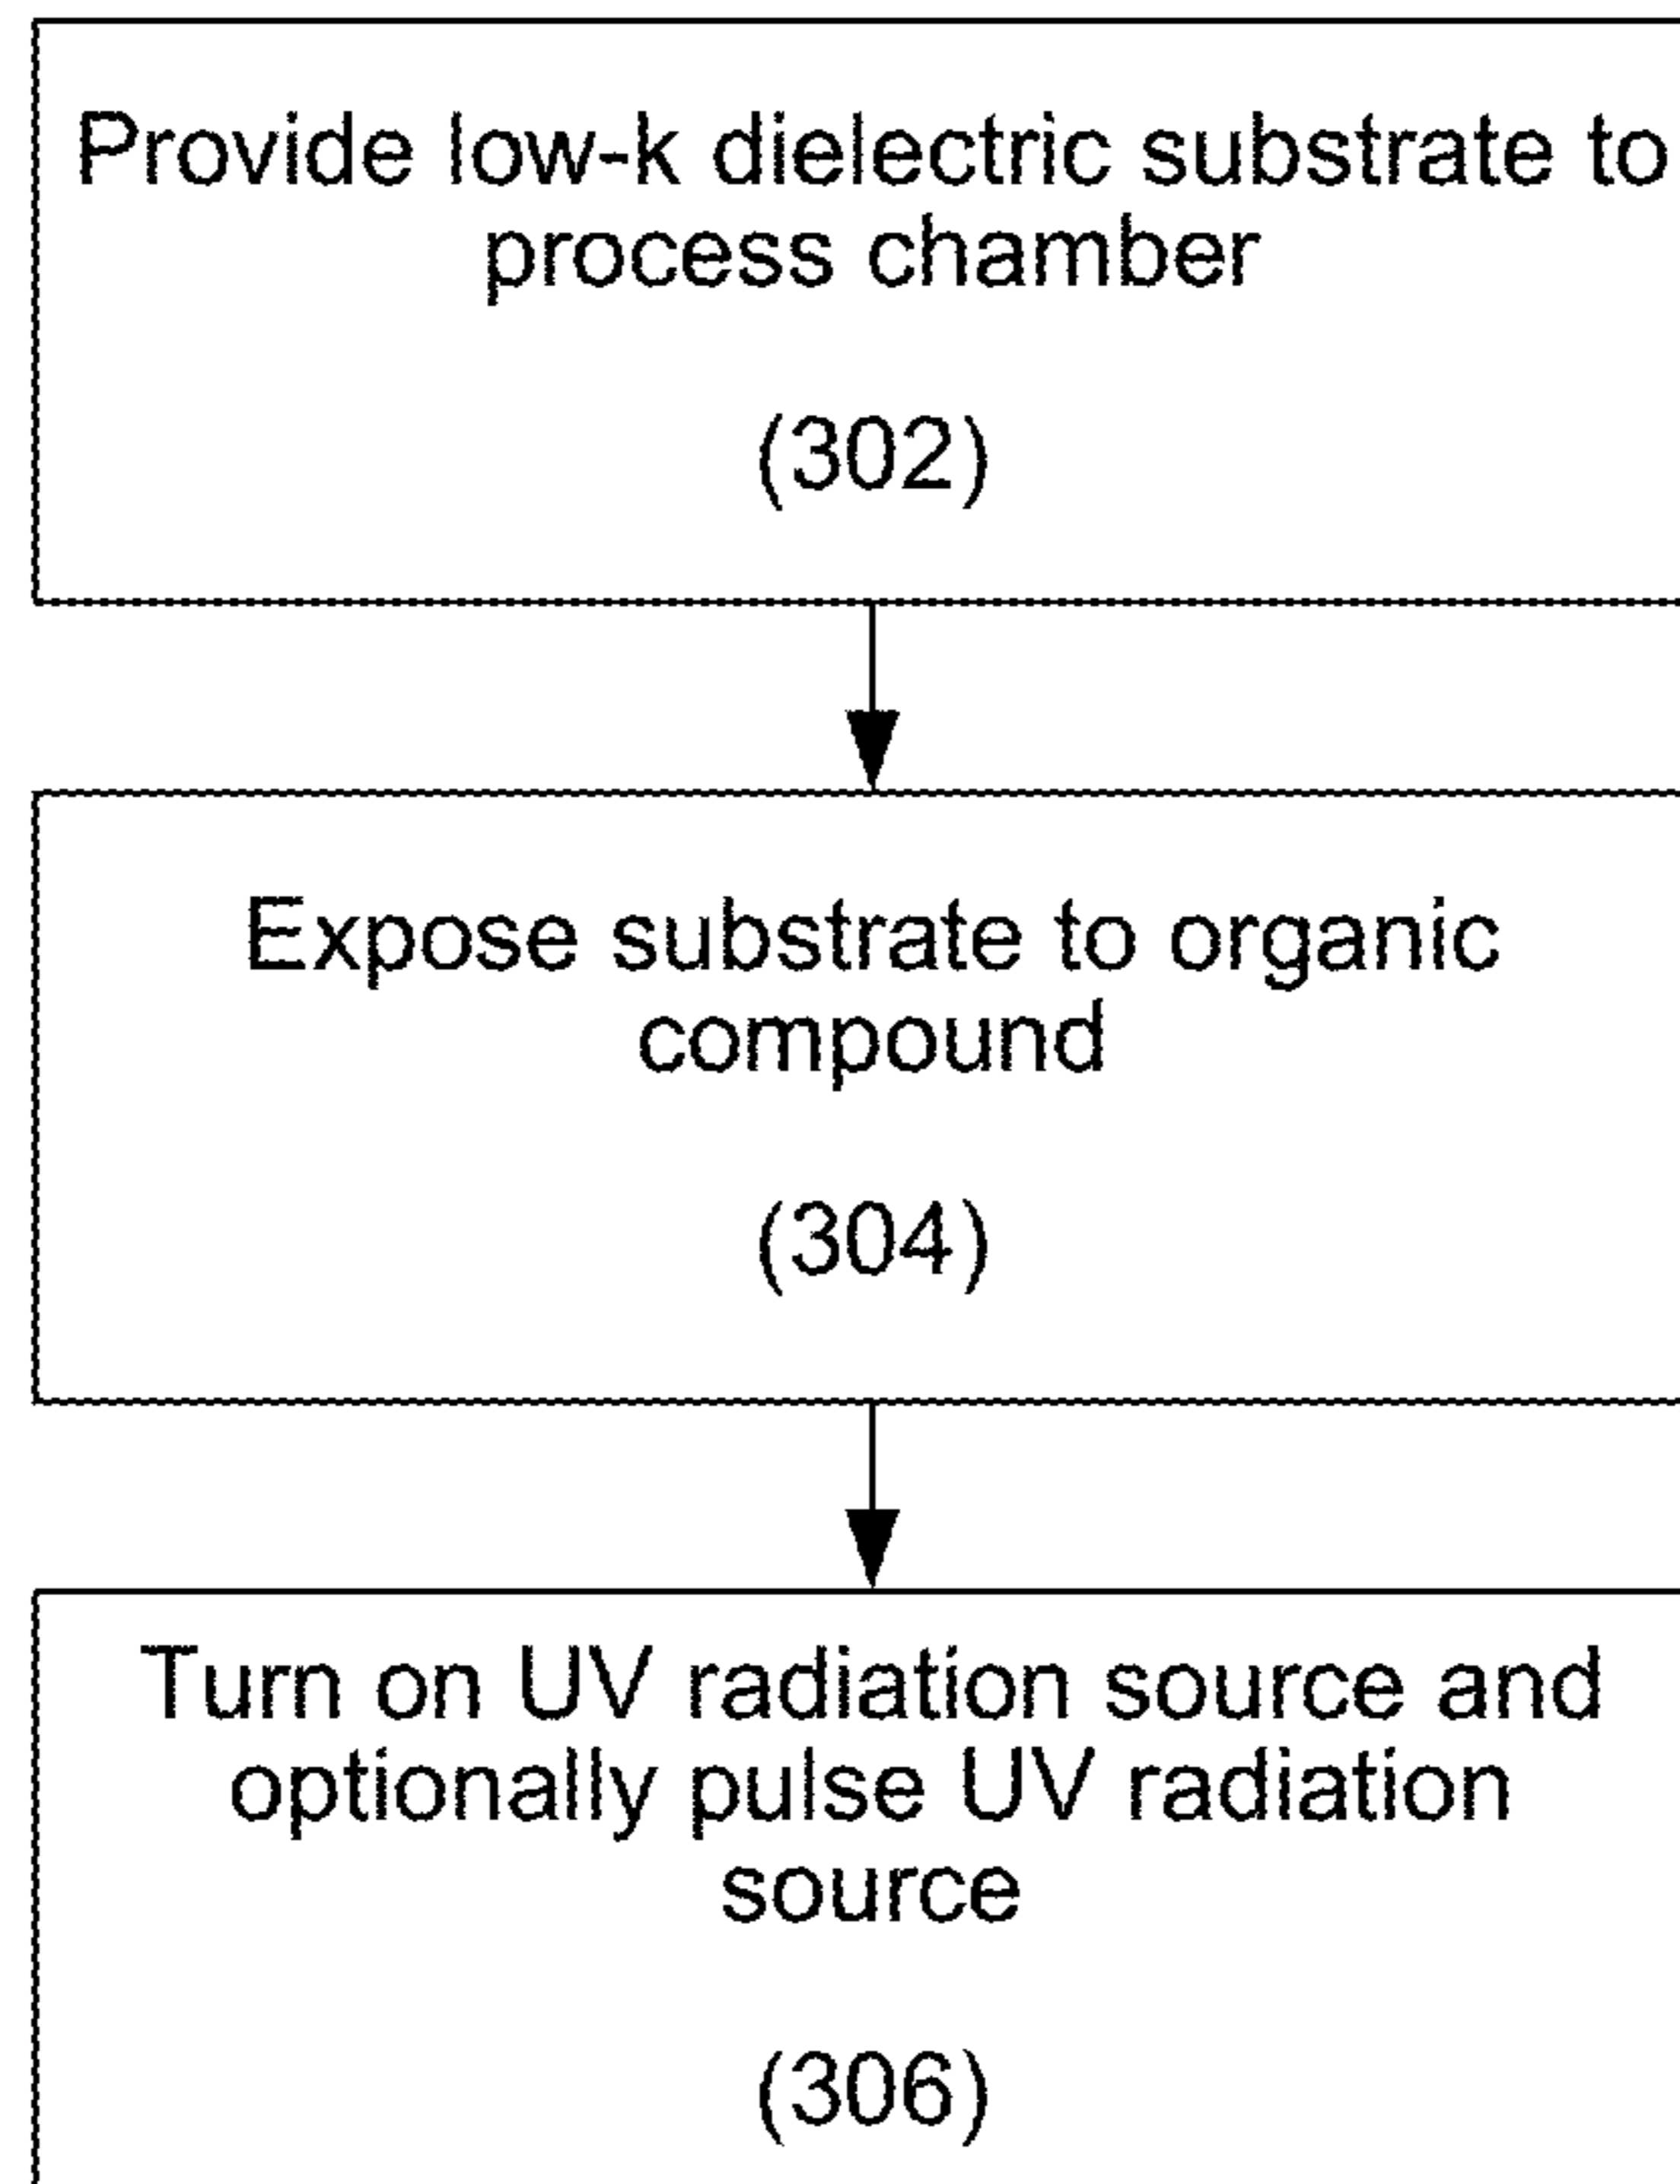 Provide low-k dielectric substrate to
process chamber
(302)
Expose substrate to organic
compound
(304)
Turn on UV radiation source and
optionally pulse UV radiation
source
(306)